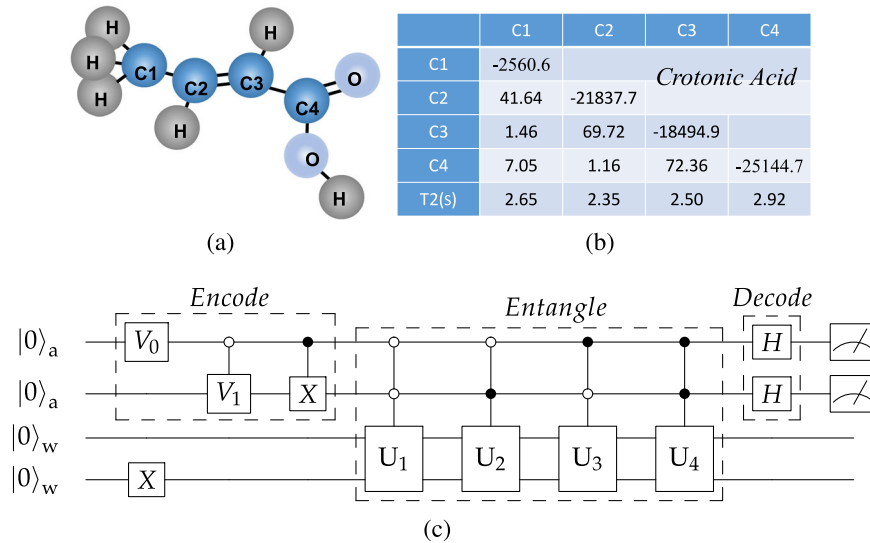 H
H
H
C1
C2
H
H
C3
C4
O
O
H
(a)
C1 C2 C3 C4
C1 -2560.6
Crotonic Acid
C2 41.64 -21837.7
C3 1.46 69.72 -18494.9
C4 7.05 1.16 72.36 -25144.7
T2(s) 2.65 2.35 2.50 2.92
(b)
Encode Entangle Decode
|0⟩a V0 H
|0⟩a V1 X H
|0⟩w U1 U2 U3 U4
|0⟩w X
(c)